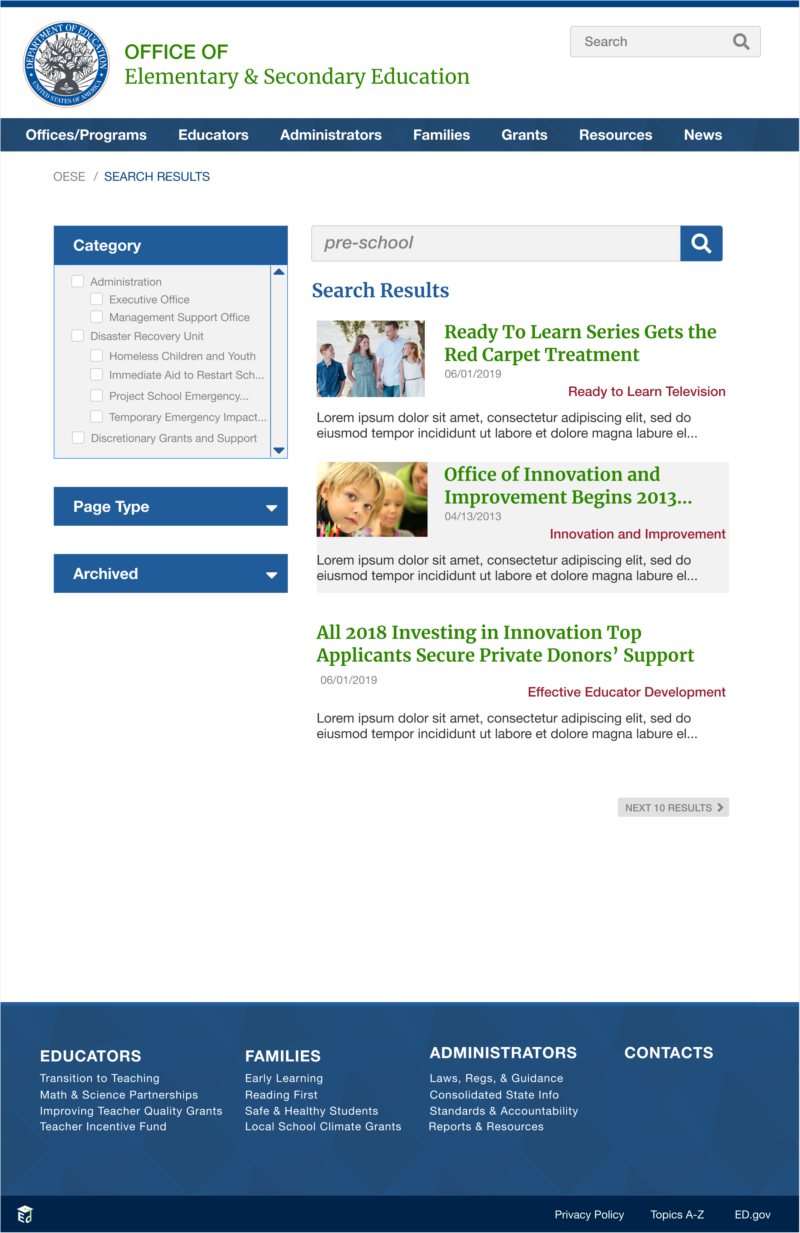 DEPARTMENT OF EDUCATION
UNITED STATES OF AMERICA
OFFICE OF
Elementary & Secondary Education
Search
Offices/Programs
Educators
Administrators
Families
Grants
Resources
News
OESE / SEARCH RESULTS
Category
Administration
Executive Office
Management Support Office
Disaster Recovery Unit
Homeless Children and Youth
Immediate Aid to Restart Sch...
Project School Emergency...
Temporary Emergency Impact...
Discretionary Grants and Support
Page Type
Archived
pre-school
Search Results
Ready To Learn Series Gets the
Red Carpet Treatment
06/01/2019
Ready to Learn Television
Lorem ipsum dolor sit amet, consectetur adipiscing elit, sed do
eiusmod tempor incididunt ut labore et dolore magna labure el...
Office of Innovation and
Improvement Begins 2013...
04/13/2013
Innovation and Improvement
Lorem ipsum dolor sit amet, consectetur adipiscing elit, sed do
eiusmod tempor incididunt ut labore et dolore magna labure el...
All 2018 Investing in Innovation Top
Applicants Secure Private Donors’ Support
06/01/2019
Effective Educator Development
Lorem ipsum dolor sit amet, consectetur adipiscing elit, sed do
eiusmod tempor incididunt ut labore et dolore magna labure el...
NEXT 10 RESULTS
EDUCATORS
Transition to Teaching
Math & Science Partnerships
Improving Teacher Quality Grants
Teacher Incentive Fund
FAMILIES
Early Learning
Reading First
Safe & Healthy Students
Local School Climate Grants
ADMINISTRATORS
Laws, Regs, & Guidance
Consolidated State Info
Standards & Accountability
Reports & Resources
CONTACTS
ED
Privacy Policy
Topics A-Z
ED.gov